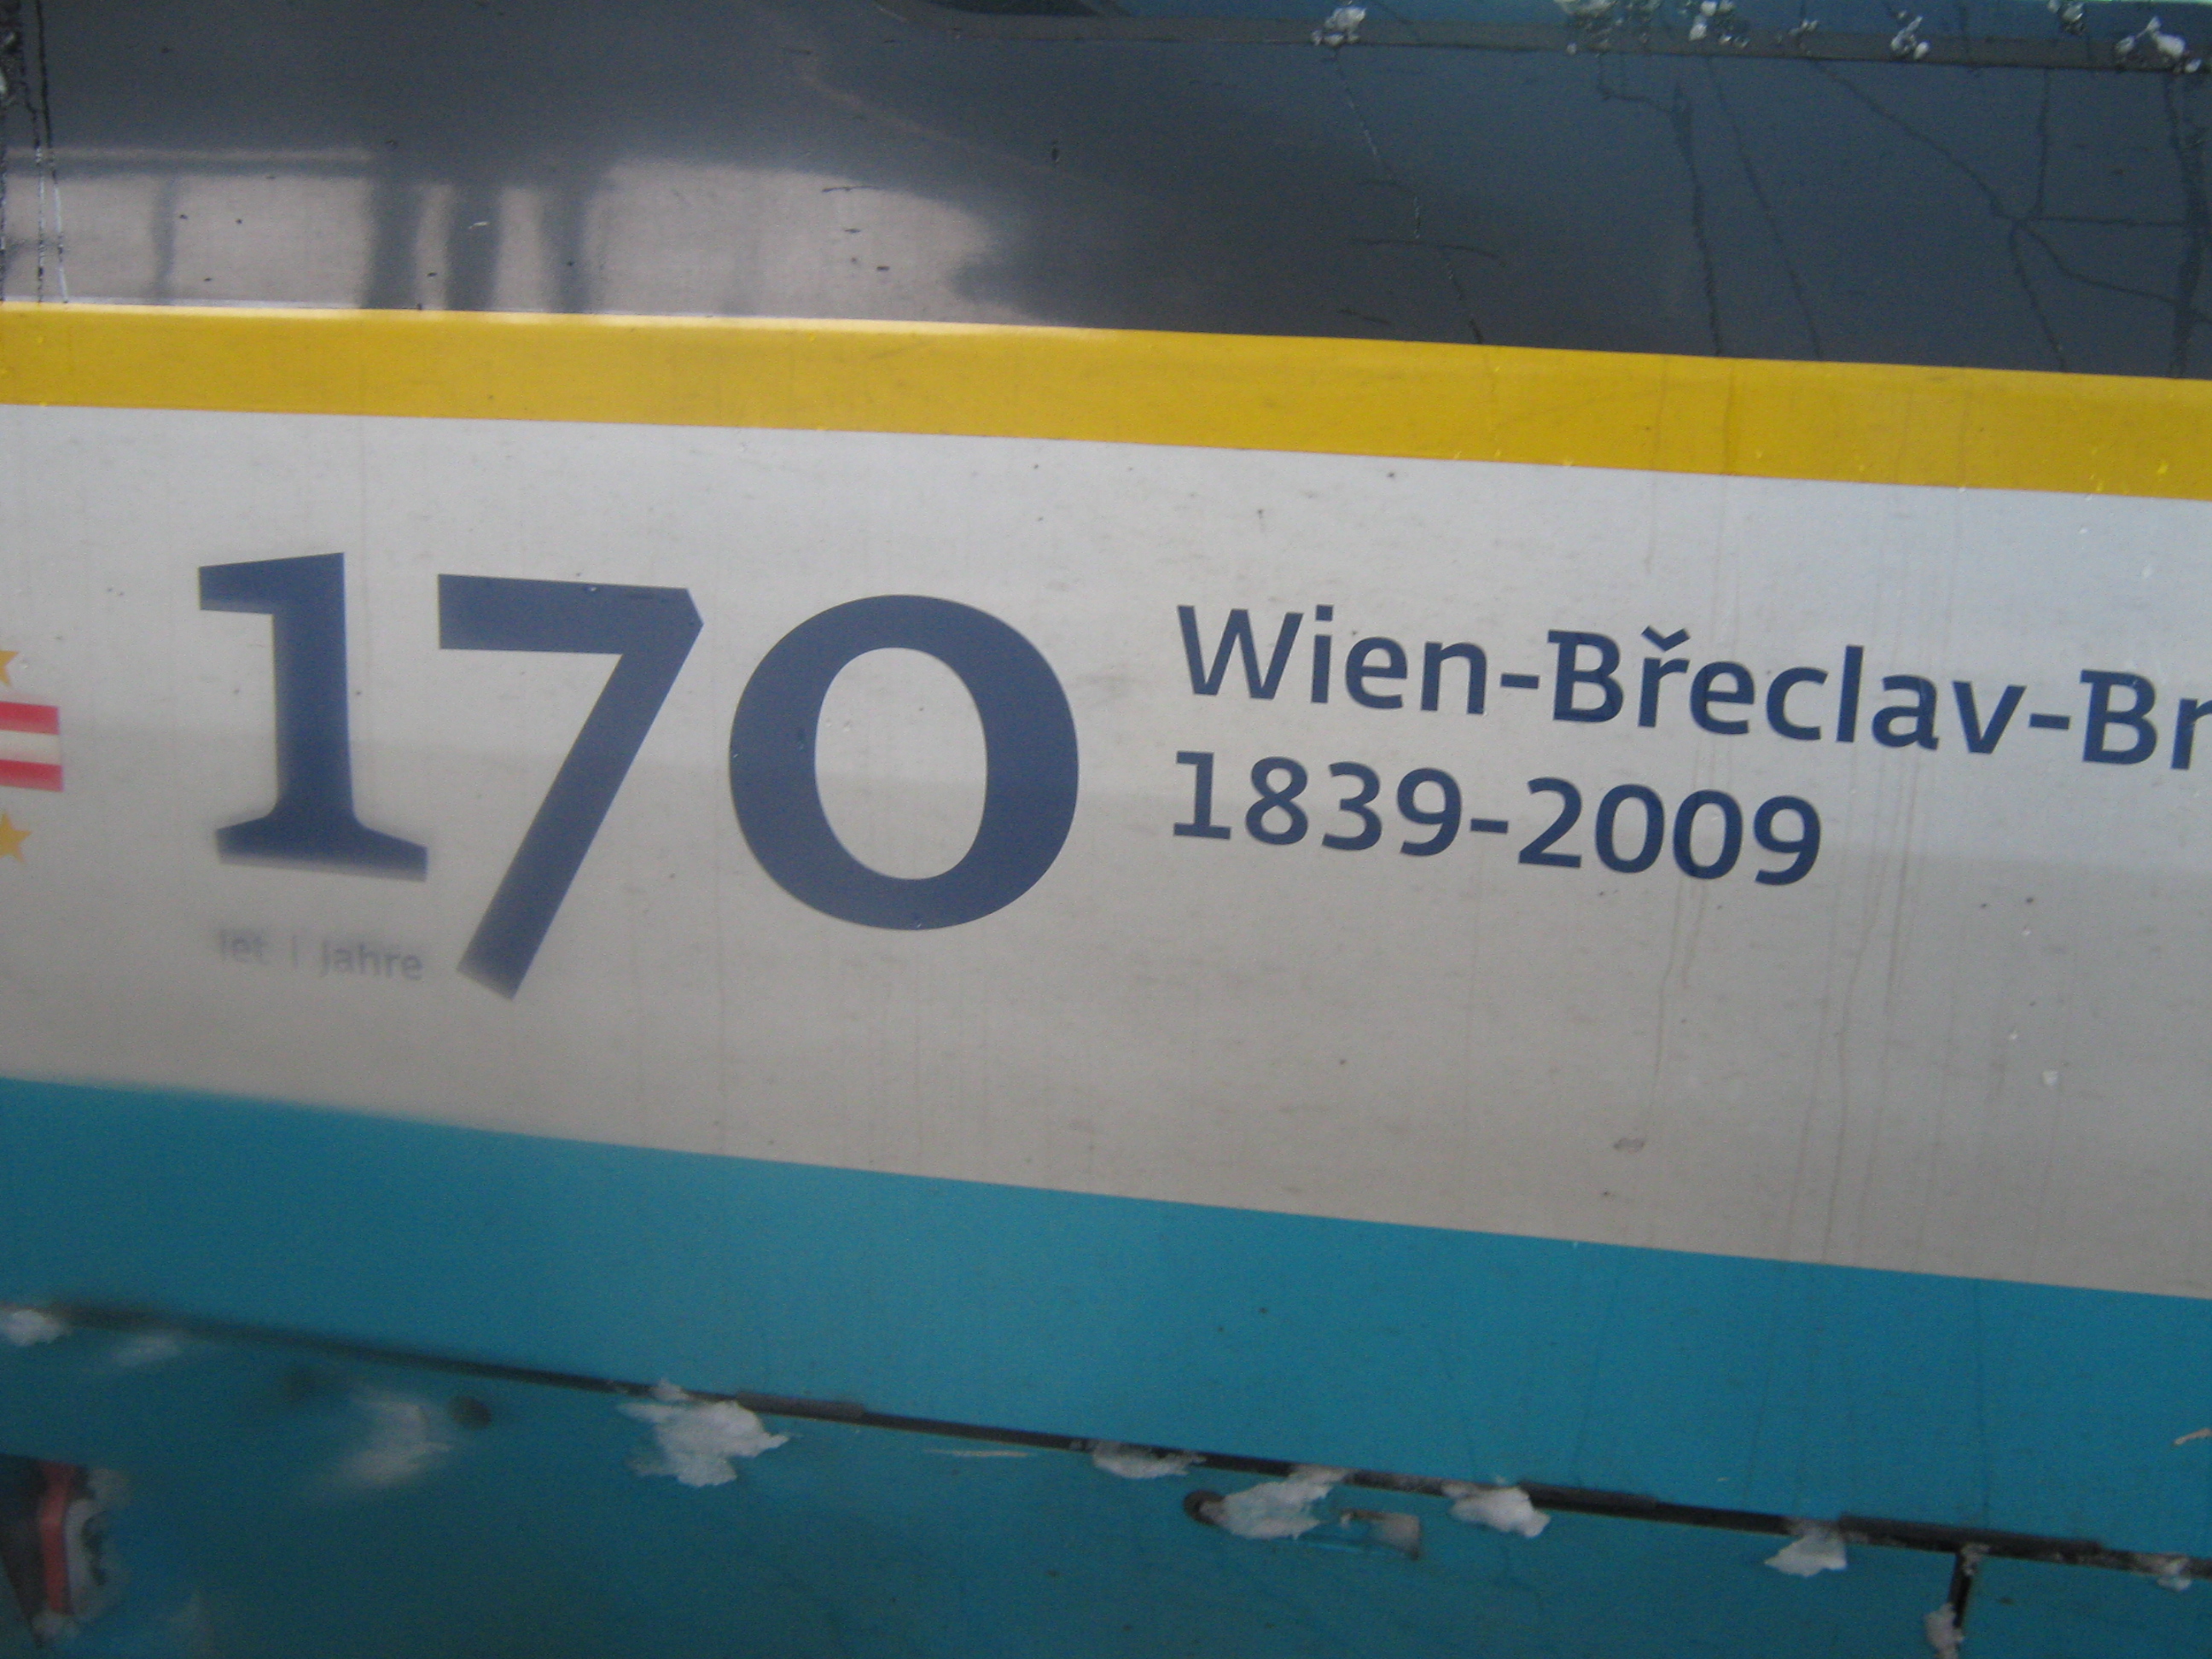 170
let | Jahre
Wien-Břeclav-Br
1839-2009